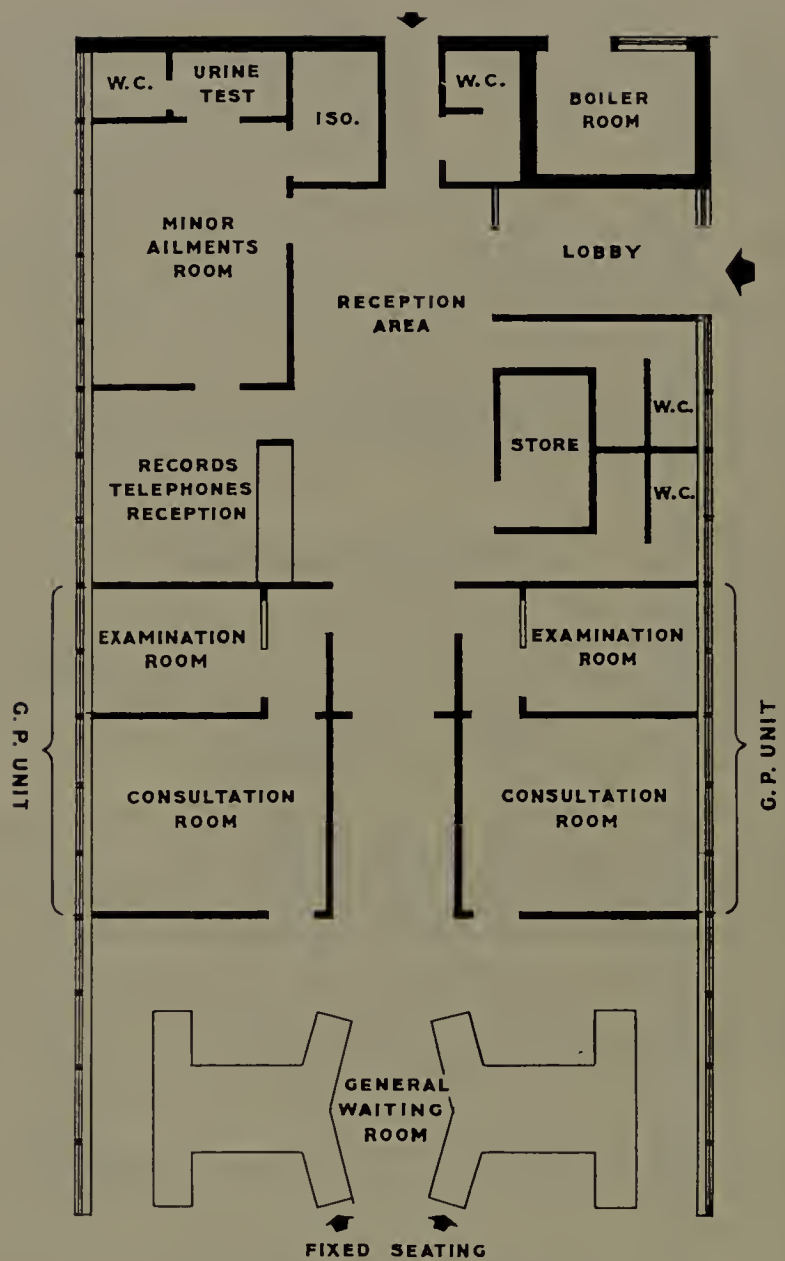 W.C.
URINE
TEST
ISO.
W.C.
BOILER
ROOM
MINOR
AILMENTS
ROOM
LOBBY
RECEPTION
AREA
W.C.
STORE
W.C.
RECORDS
TELEPHONES
RECEPTION
EXAMINATION
ROOM
EXAMINATION
ROOM
G.P. UNIT
G.P. UNIT
CONSULTATION
ROOM
CONSULTATION
ROOM
GENERAL
WAITING
ROOM
FIXED SEATING